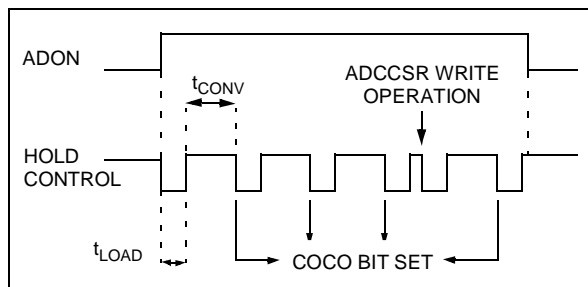 ADON
ADCCSR WRITE
OPERATION
tCONV
HOLD
CONTROL
tLOAD
COCO BIT SET